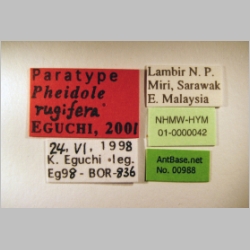 Paratype
Pheidole
rugifera
EGUCHI, 2001
24. VI. 1998
K. Eguchi leg.
Eg98 - BOR-836
Lambir N. P.
Miri, Sarawak
E. Malaysia
NHMW-HYM
01-0000042
AntBase.net
No. 00988